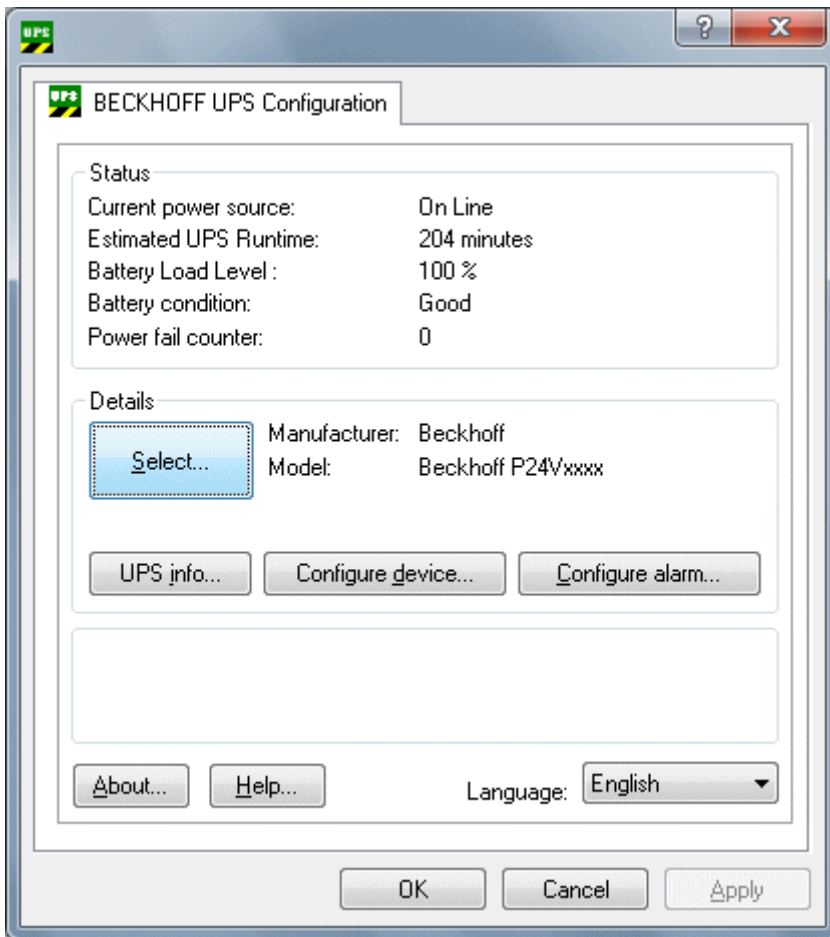 UPS
?
X
UPS BECKHOFF UPS Configuration
Status
Current power source: On Line
Estimated UPS Runtime: 204 minutes
Battery Load Level : 100 %
Battery condition: Good
Power fail counter: 0
Details
Select...
Manufacturer: Beckhoff
Model: Beckhoff P24Vxxxx
UPS info... Configure device... Configure alarm...
About... Help... Language: English
OK Cancel Apply